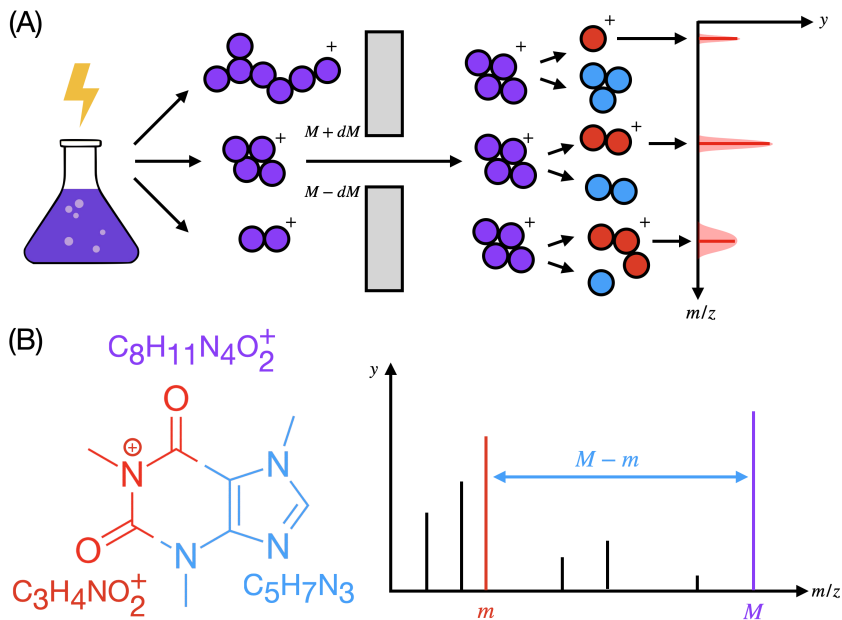 (A)
y
+
+
+
M + dM
M − dM
+
+
+
+
+
+
m/z
(B)
C8H11N4O2+
O
+
N
O
N
N
N
C3H4NO2+
C5H7N3
y
M − m
m
M
m/z